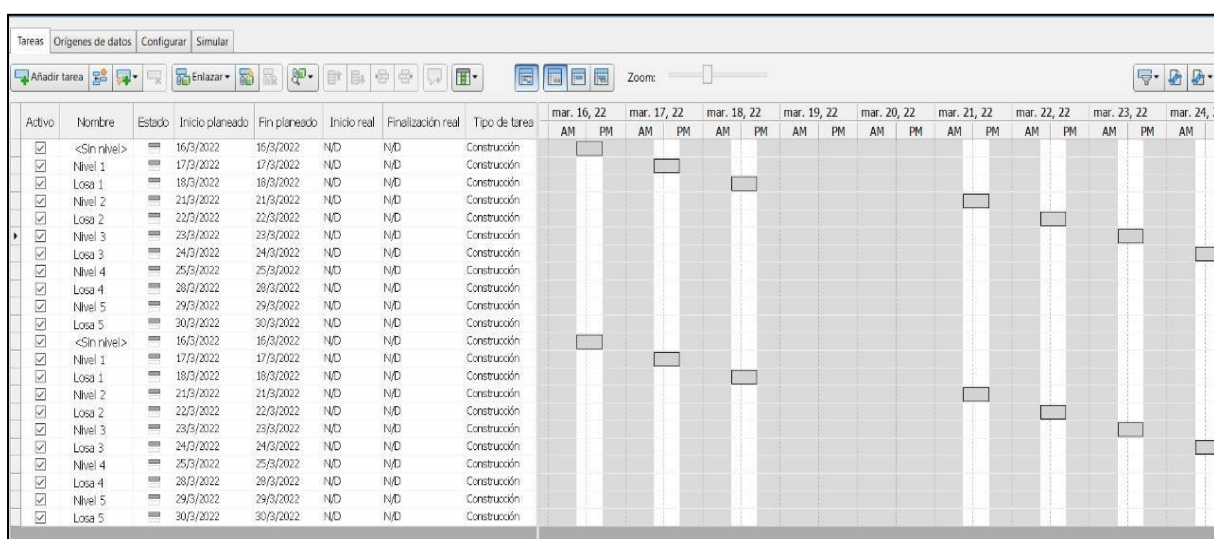 Tareas Orígenes de datos Configurar Simular
Añadir tarea Enlazar Zoom:
Activo Nombre Estado Inicio planeado Fin planeado Inicio real Finalización real Tipo de tarea mar. 16, 22 mar. 17, 22 mar. 18, 22 mar. 19, 22 mar. 20, 22 mar. 21, 22 mar. 22, 22 mar. 23, 22 mar. 24,
AM PM AM PM AM PM AM PM AM PM AM PM AM PM AM PM AM
<Sin nivel> 16/3/2022 16/3/2022 N/D N/D Construcción
Nivel 1 17/3/2022 17/3/2022 N/D N/D Construcción
Losa 1 18/3/2022 18/3/2022 N/D N/D Construcción
Nivel 2 21/3/2022 21/3/2022 N/D N/D Construcción
Losa 2 22/3/2022 22/3/2022 N/D N/D Construcción
Nivel 3 23/3/2022 23/3/2022 N/D N/D Construcción
Losa 3 24/3/2022 24/3/2022 N/D N/D Construcción
Nivel 4 25/3/2022 25/3/2022 N/D N/D Construcción
Losa 4 28/3/2022 28/3/2022 N/D N/D Construcción
Nivel 5 29/3/2022 29/3/2022 N/D N/D Construcción
Losa 5 30/3/2022 30/3/2022 N/D N/D Construcción
<Sin nivel> 16/3/2022 16/3/2022 N/D N/D Construcción
Nivel 1 17/3/2022 17/3/2022 N/D N/D Construcción
Losa 1 18/3/2022 18/3/2022 N/D N/D Construcción
Nivel 2 21/3/2022 21/3/2022 N/D N/D Construcción
Losa 2 22/3/2022 22/3/2022 N/D N/D Construcción
Nivel 3 23/3/2022 23/3/2022 N/D N/D Construcción
Losa 3 24/3/2022 24/3/2022 N/D N/D Construcción
Nivel 4 25/3/2022 25/3/2022 N/D N/D Construcción
Losa 4 28/3/2022 28/3/2022 N/D N/D Construcción
Nivel 5 29/3/2022 29/3/2022 N/D N/D Construcción
Losa 5 30/3/2022 30/3/2022 N/D N/D Construcción